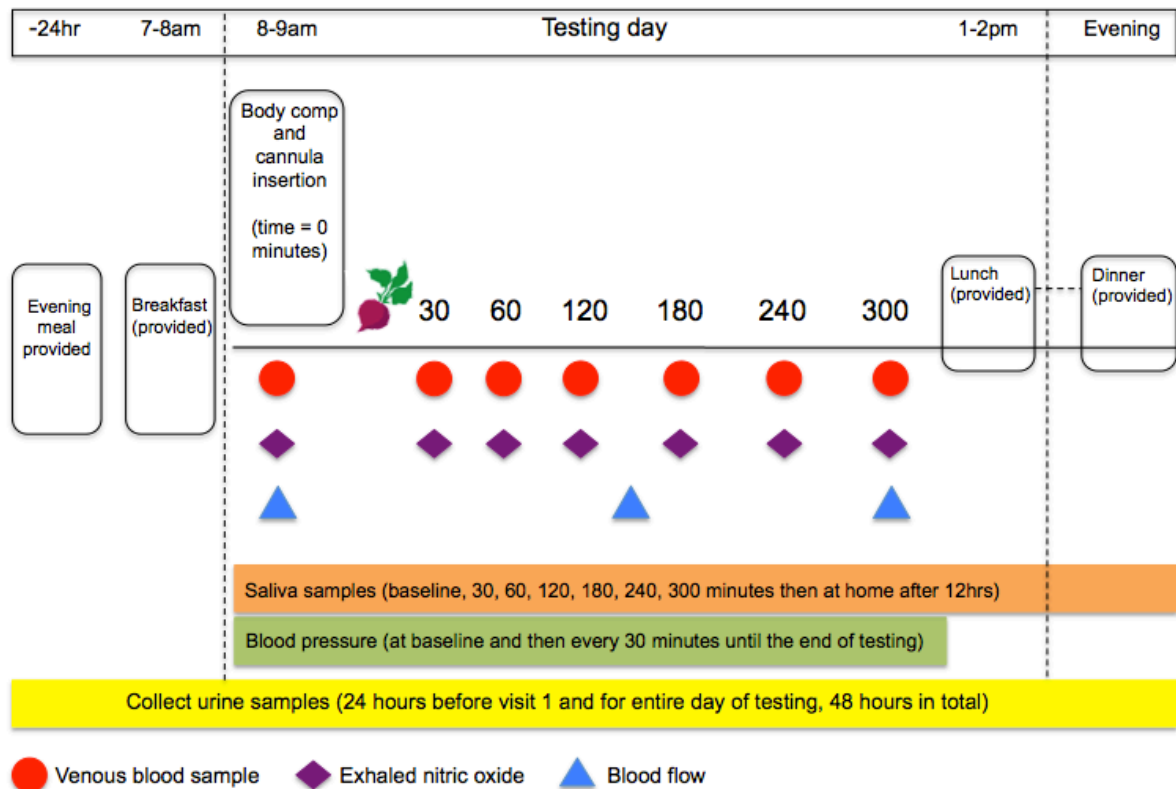 -24hr 7-8am 8-9am Testing day 1-2pm Evening
Body comp
and
cannula
insertion
(time = 0
minutes)
Evening
meal
provided
Breakfast
(provided)
30 60 120 180 240 300
Lunch
(provided)
Dinner
(provided)
Saliva samples (baseline, 30, 60, 120, 180, 240, 300 minutes then at home after 12hrs)
Blood pressure (at baseline and then every 30 minutes until the end of testing)
Collect urine samples (24 hours before visit 1 and for entire day of testing, 48 hours in total)
Venous blood sample Exhaled nitric oxide Blood flow